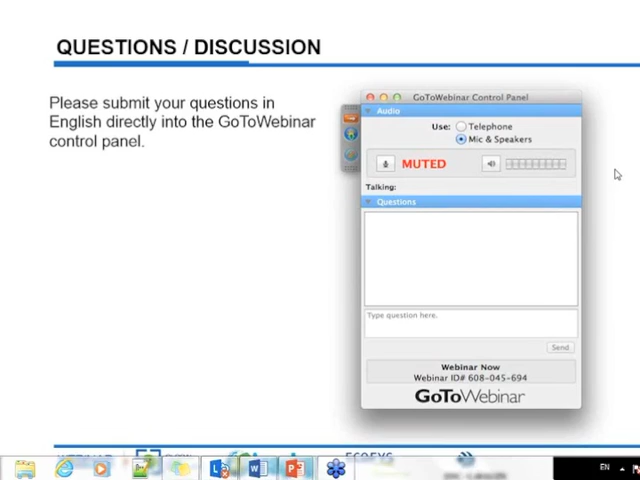 QUESTIONS / DISCUSSION
Please submit your questions in
English directly into the GoToWebinar
control panel.
GoToWebinar Control Panel
Audio
Use: Telephone
Mic & Speakers
MUTED
Talking:
Questions
Type question here.
Send
Webinar Now
Webinar ID# 608-045-694
GoToWebinar
WEBINAR
ECOFYS
EN